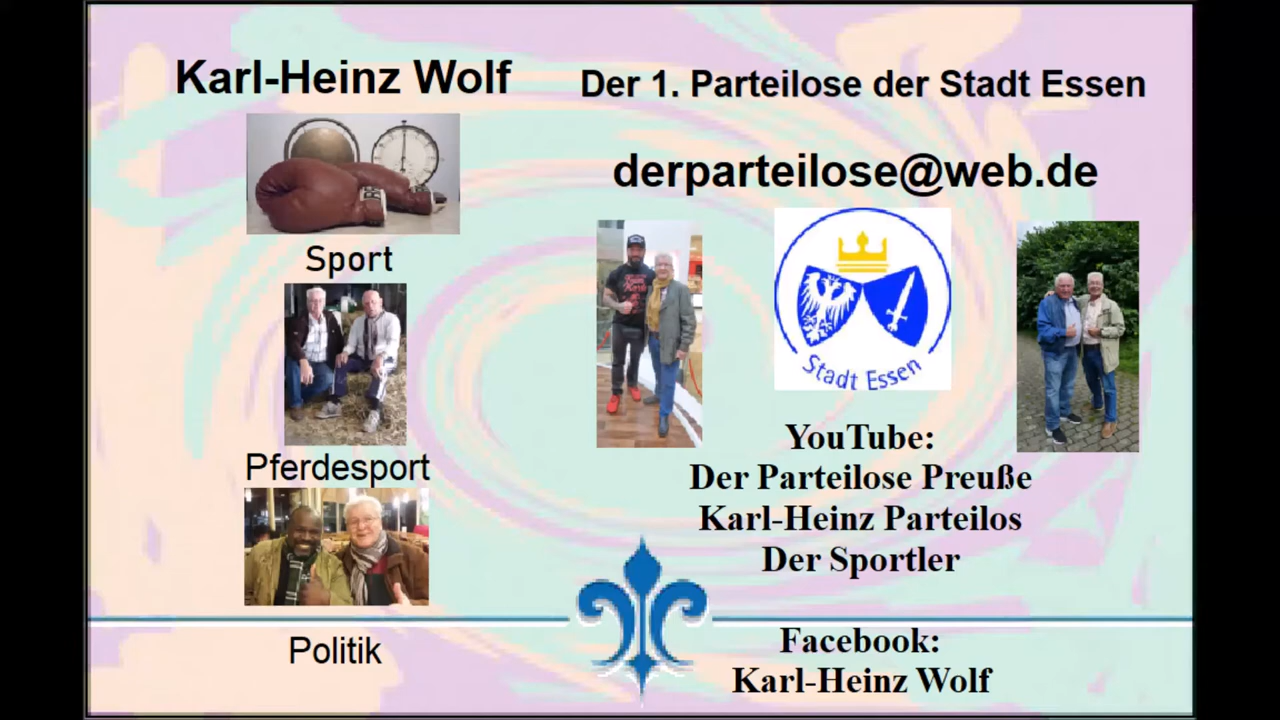 Karl-Heinz Wolf
Der 1. Parteilose der Stadt Essen
derparteilose@web.de
Sport
Pferdesport
Politik
Stadt Essen
YouTube:
Der Parteilose Preuße
Karl-Heinz Parteilos
Der Sportler
Facebook:
Karl-Heinz Wolf